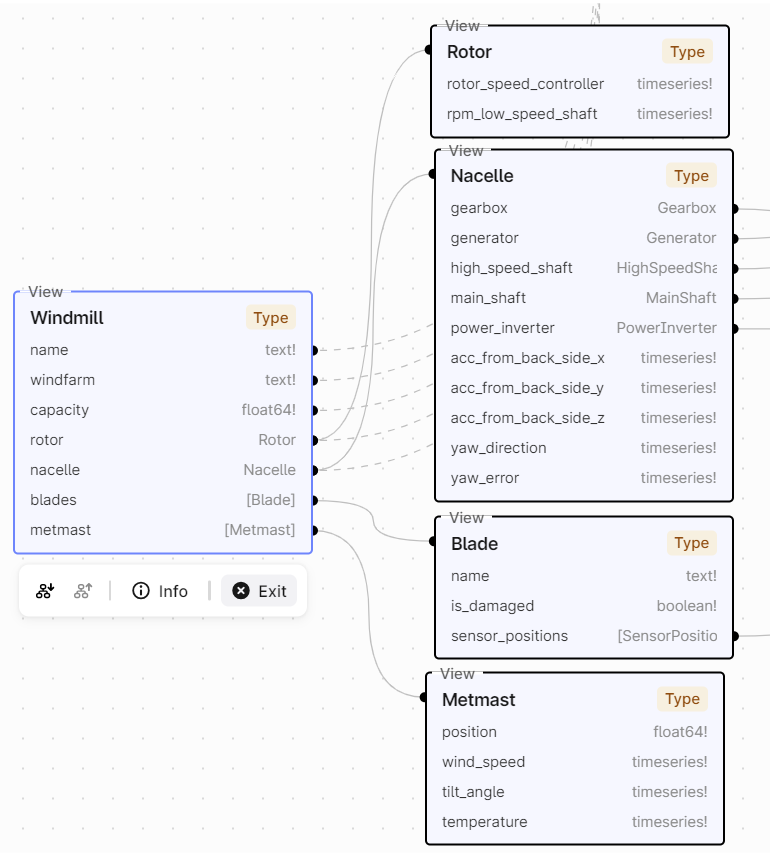 View
Rotor Type
rotor_speed_controller timeseries!
rpm_low_speed_shaft timeseries!
View
Nacelle Type
gearbox Gearbox
generator Generator
high_speed_shaft HighSpeedSha
main_shaft MainShaft
power_inverter PowerInverter
acc_from_back_side_x timeseries!
acc_from_back_side_y timeseries!
acc_from_back_side_z timeseries!
yaw_direction timeseries!
yaw_error timeseries!
View
Windmill Type
name text!
windfarm text!
capacity float64!
rotor Rotor
nacelle Nacelle
blades [Blade]
metmast [Metmast]
Info Exit
View
Blade Type
name text!
is_damaged boolean!
sensor_positions [SensorPositio
View
Metmast Type
position float64!
wind_speed timeseries!
tilt_angle timeseries!
temperature timeseries!